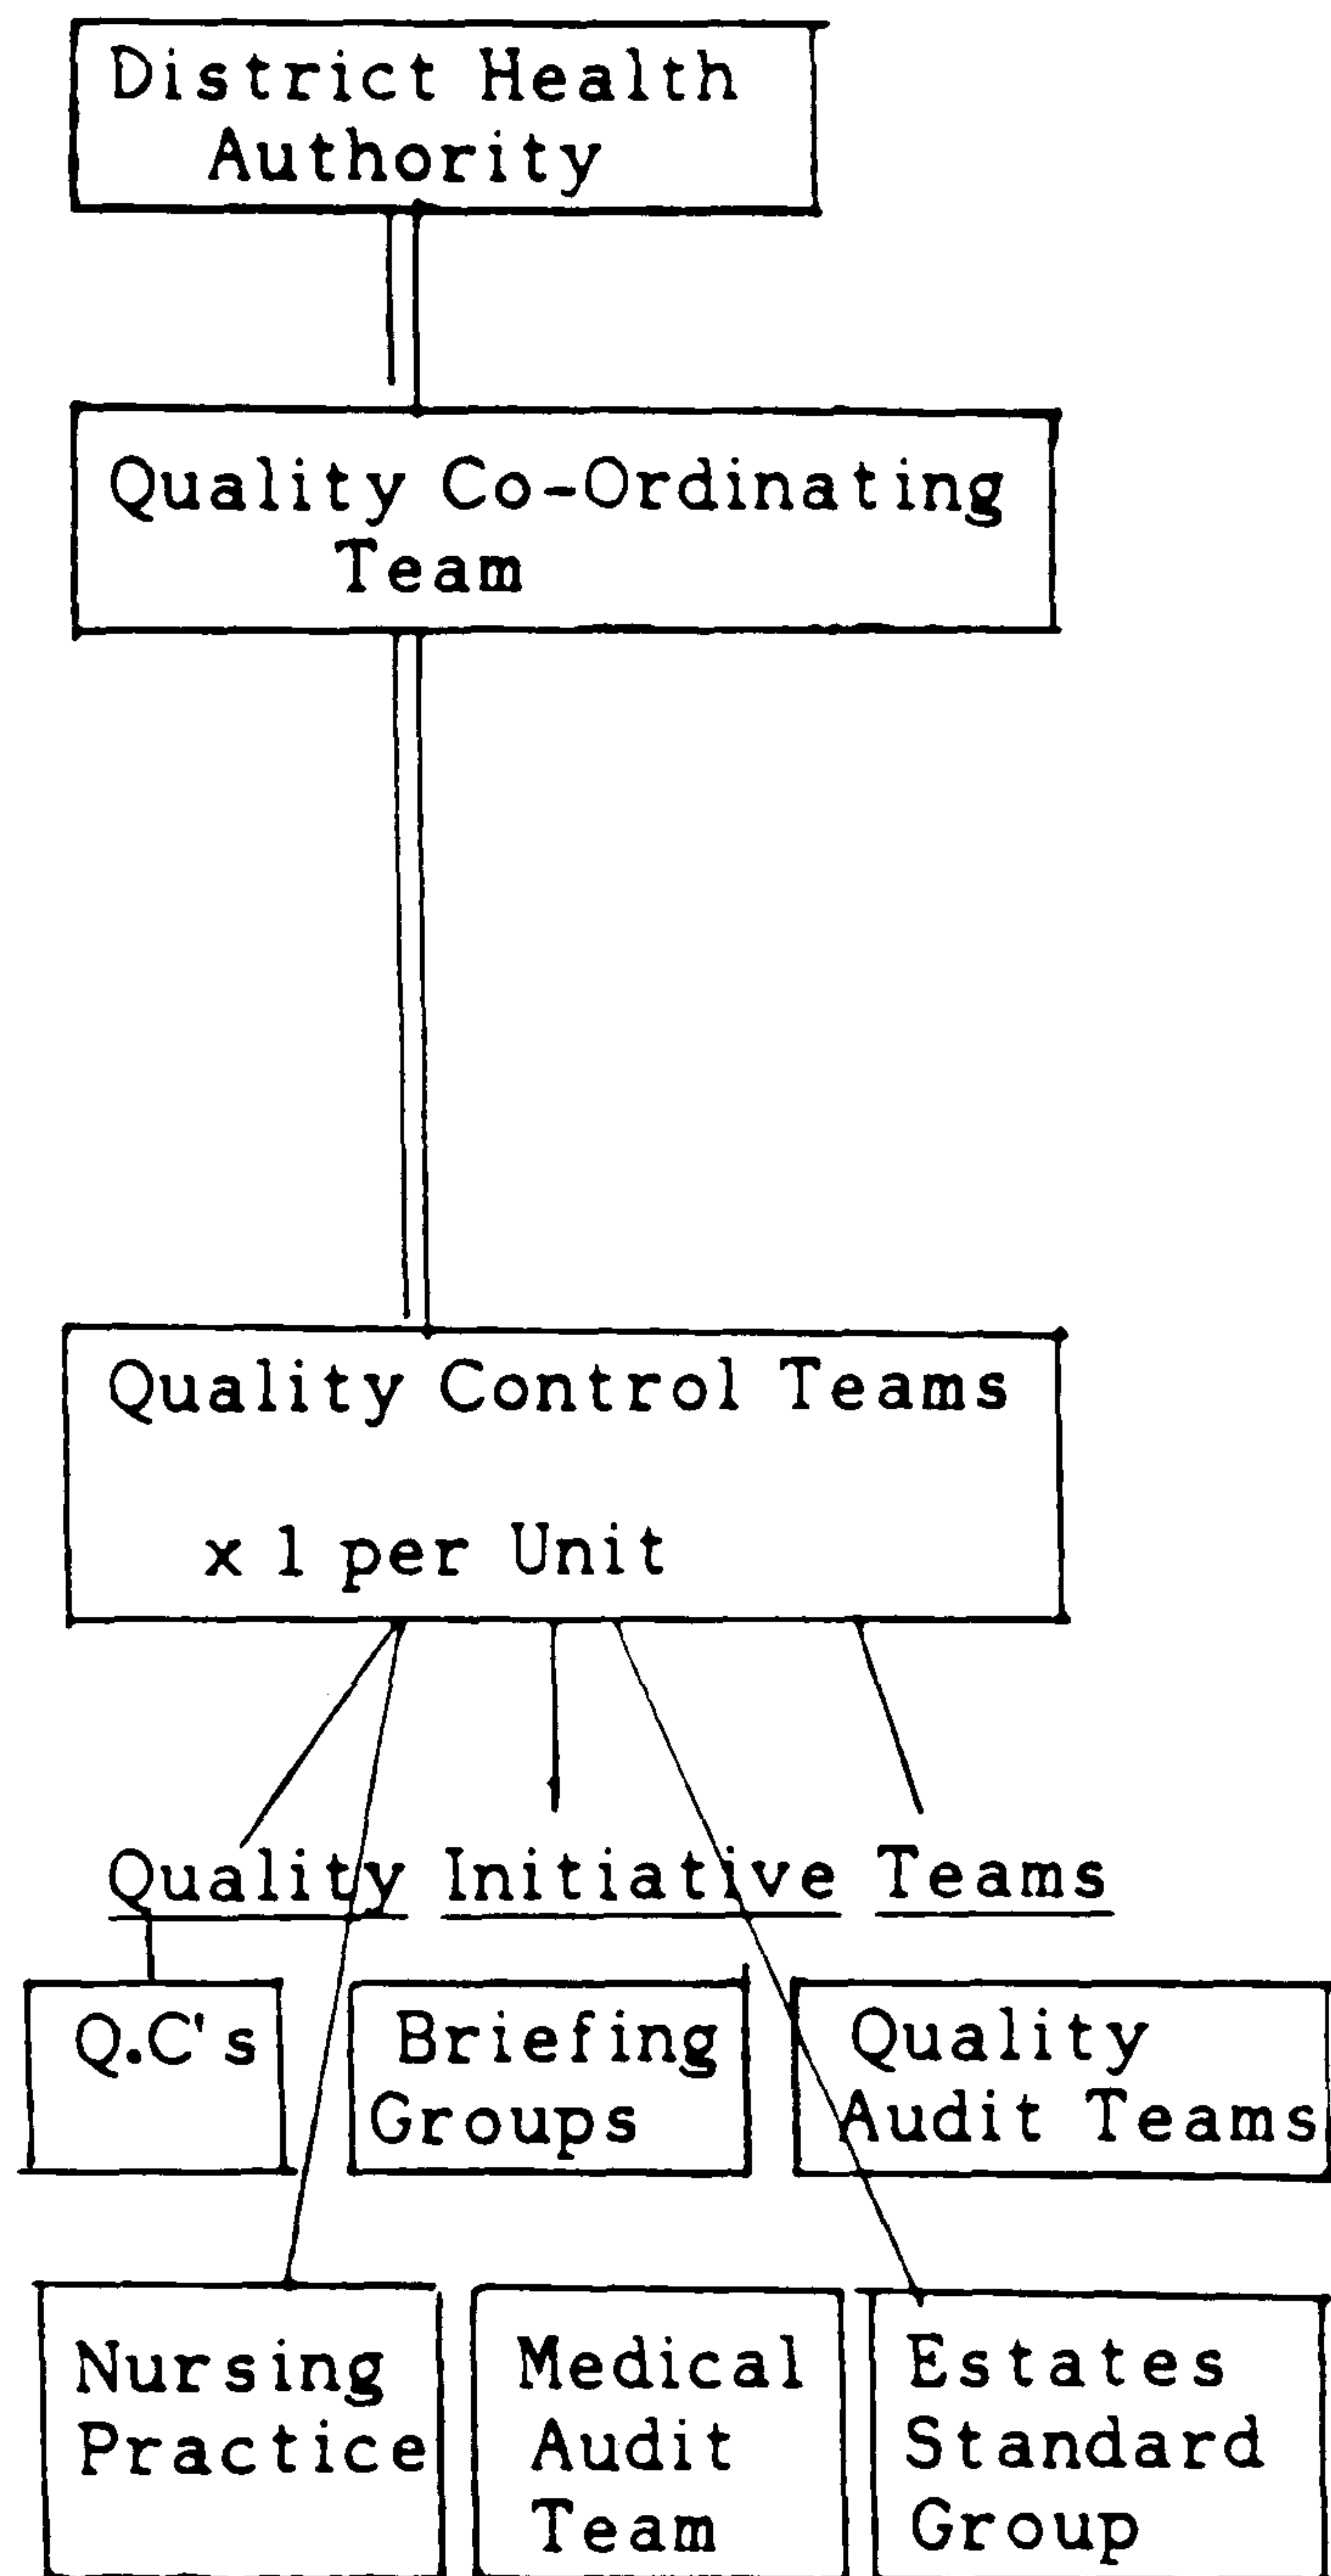 District Health
Authority
Quality Co-Ordinating
Team
Quality Control Teams
x 1 per Unit
Quality Initiative Teams
Q.C's
Briefing
Groups
Quality
Audit Teams
Nursing
Practice
Medical
Audit
Team
Estates
Standard
Group